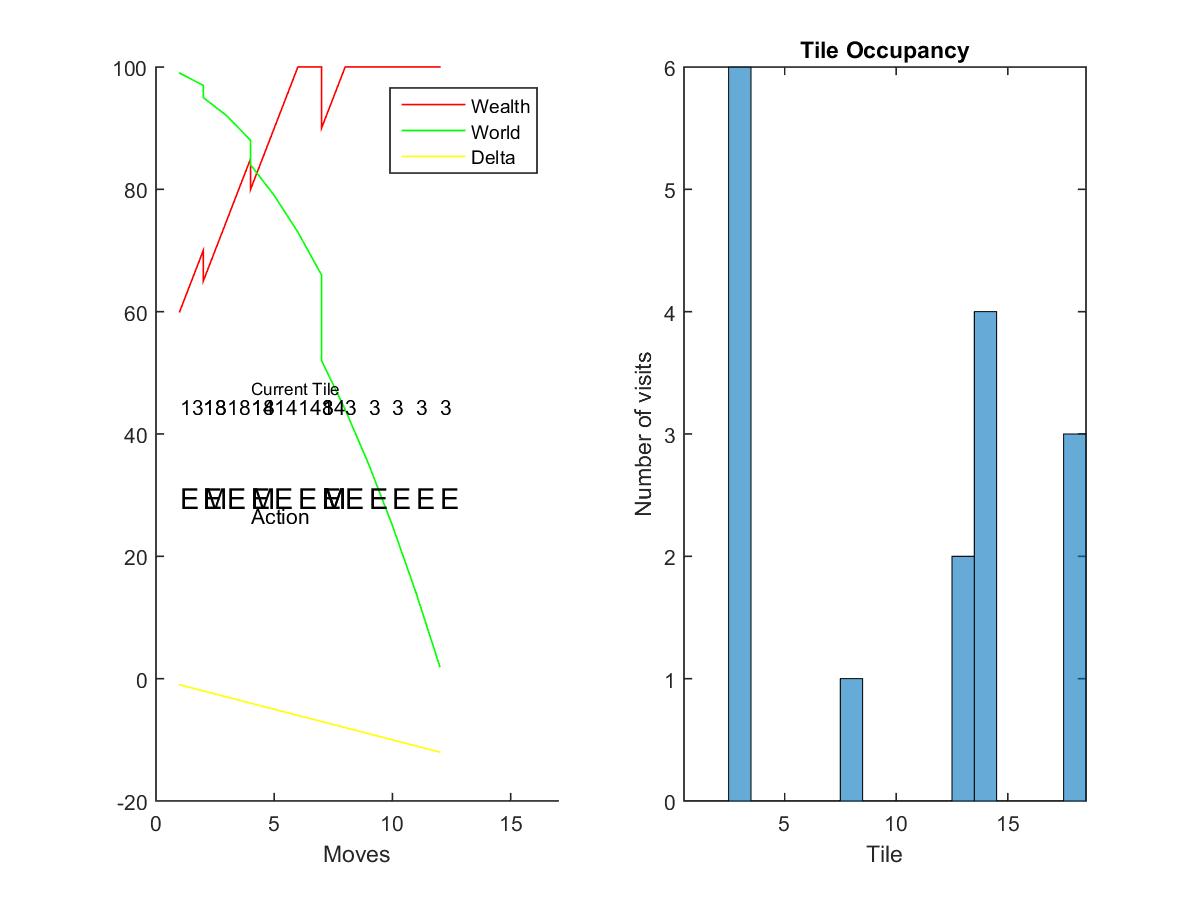 100
80
60
40
20
0
-20
0 5 10 15
Moves
Wealth
World
Delta
Current Tile
3 3 3 3
E E E E E E E E
Action
Tile Occupancy
6
5
4
3
2
1
0
5 10 15
Tile
Number of visits